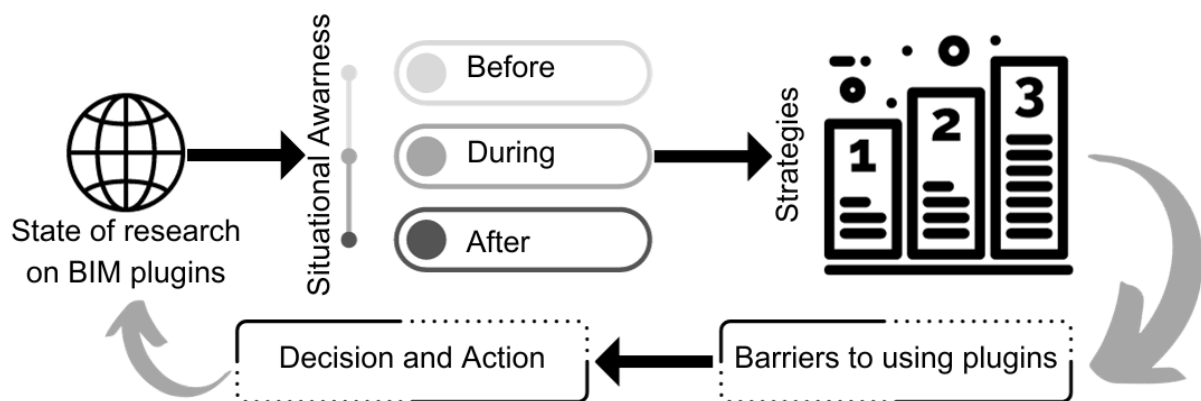 State of research
on BIM plugins
Situational Awarness
Before
During
After
Strategies
1
2
3
Barriers to using plugins
Decision and Action